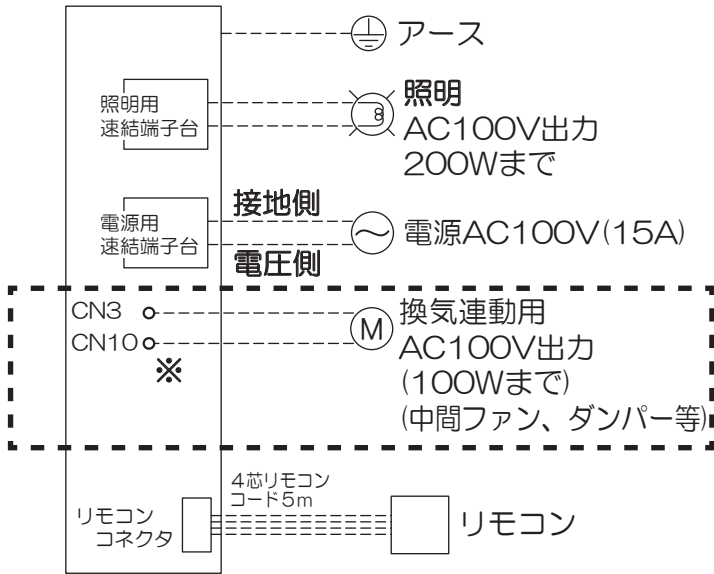 アース
照明用
速結端子台
照明
AC100V出力
200Wまで
電源用
速結端子台
接地側
電圧側
電源AC100V(15A)
CN3
CN10
※
M
換気連動用
AC100V出力
(100Wまで)
(中間ファン、ダンパー等)
リモコン
コネクタ
4芯リモコン
コード5m
リモコン